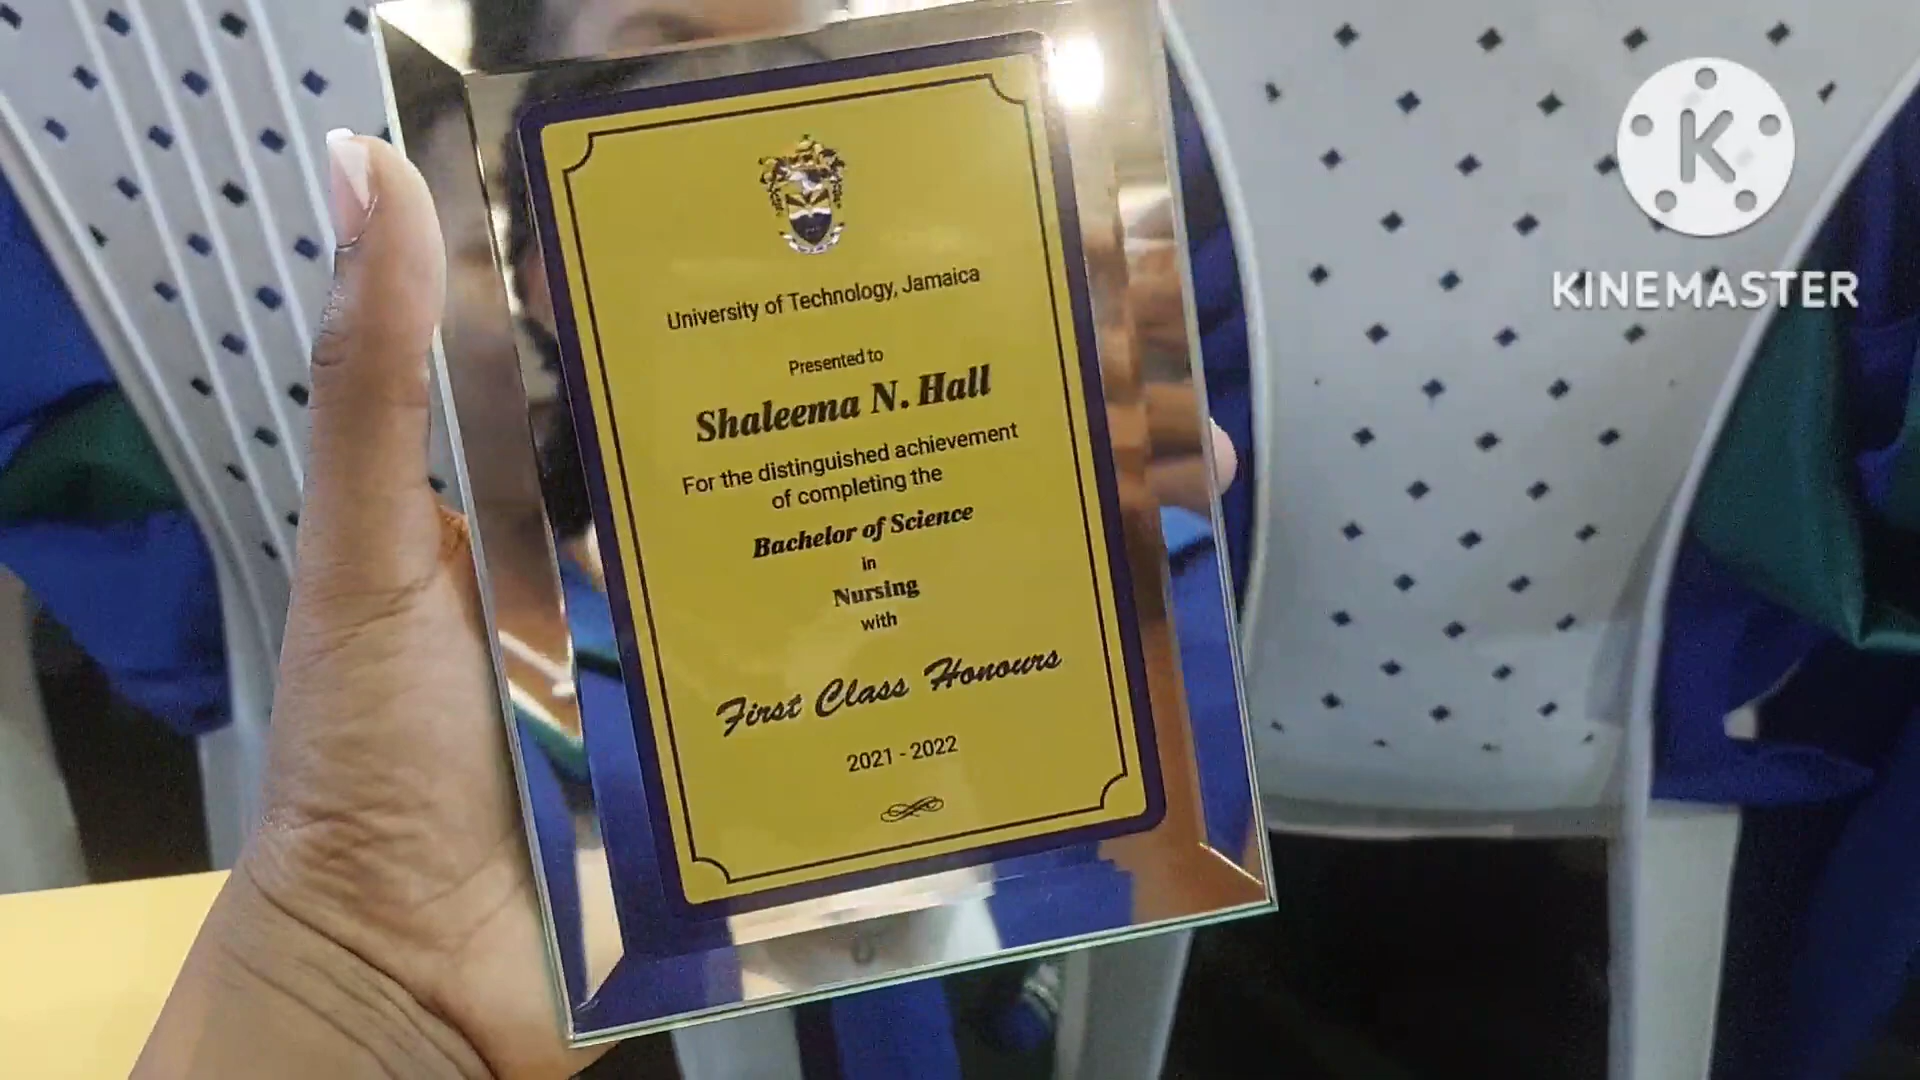 University of Technology, Jamaica
Presented to
Shaleema N. Hall
For the distinguished achievement
of completing the
Bachelor of Science
in
Nursing
with
First Class Honours
2021 - 2022
K
KINEMASTER